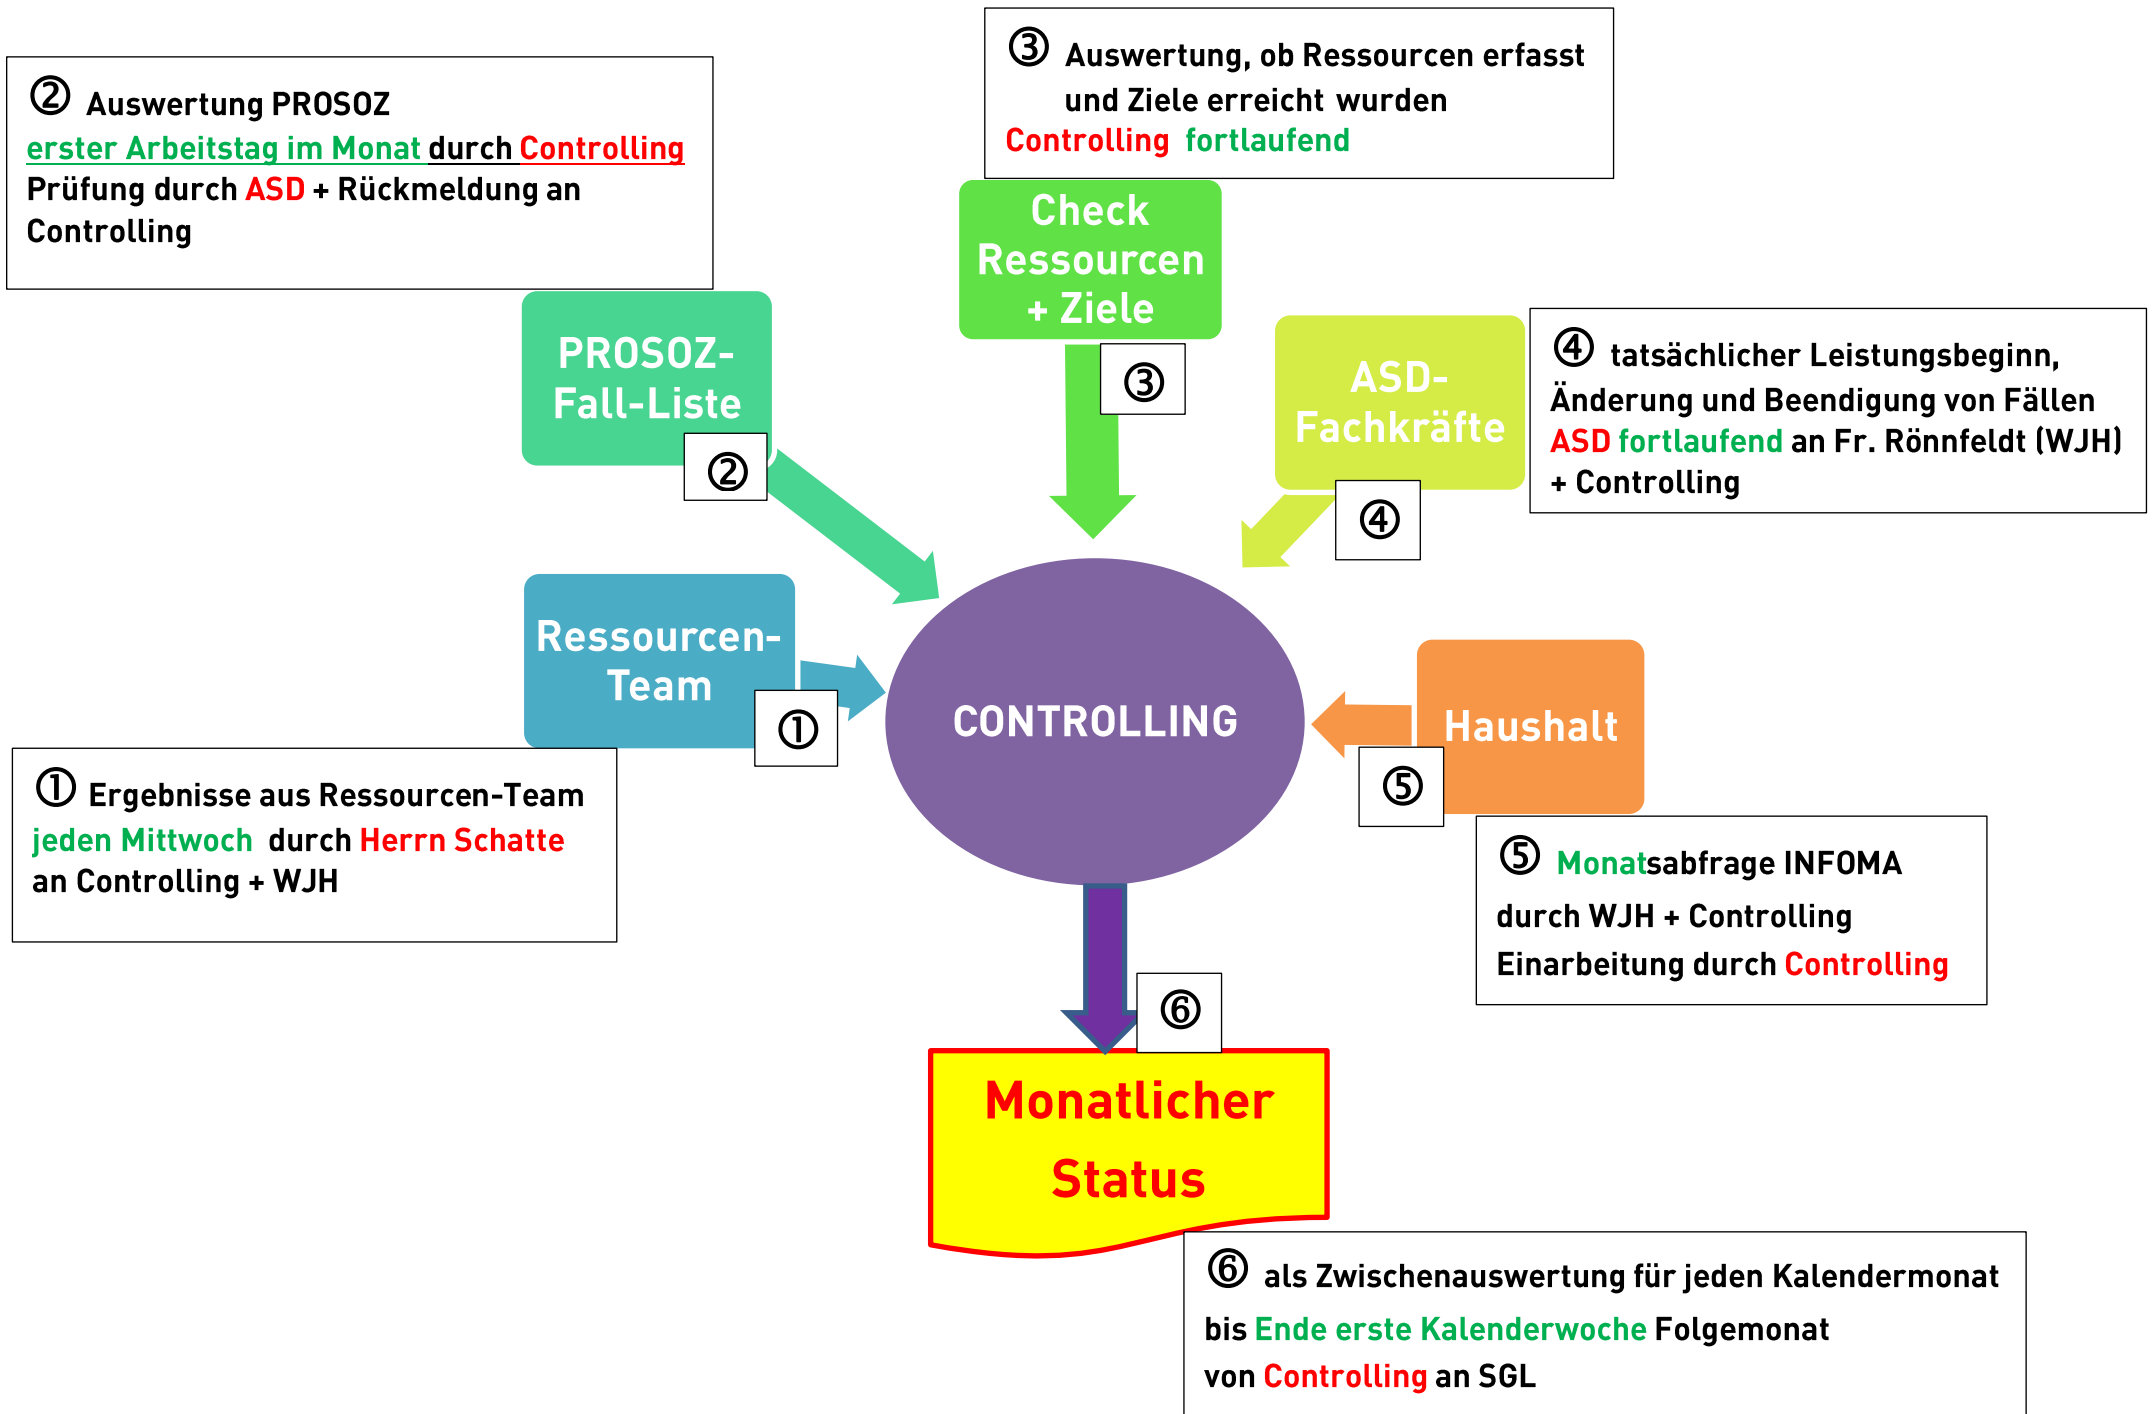 ③ Auswertung, ob Ressourcen erfasst
und Ziele erreicht wurden
Controlling fortlaufend
② Auswertung PROSOZ
erster Arbeitstag im Monat durch Controlling
Prüfung durch ASD + Rückmeldung an
Controlling
Check
Ressourcen
+ Ziele
③
PROSOZ-
Fall-Liste
②
ASD-
Fachkräfte
④
④ tatsächlicher Leistungsbeginn,
Änderung und Beendigung von Fällen
ASD fortlaufend an Fr. Rönnfeldt (WJH)
+ Controlling
Ressourcen-
Team
①
CONTROLLING
Haushalt
⑤
① Ergebnisse aus Ressourcen-Team
jeden Mittwoch durch Herrn Schatte
an Controlling + WJH
⑤ Monatsabfrage INFOMA
durch WJH + Controlling
Einarbeitung durch Controlling
⑥
Monatlicher
Status
⑥ als Zwischenauswertung für jeden Kalendermonat
bis Ende erste Kalenderwoche Folgemonat
von Controlling an SGL